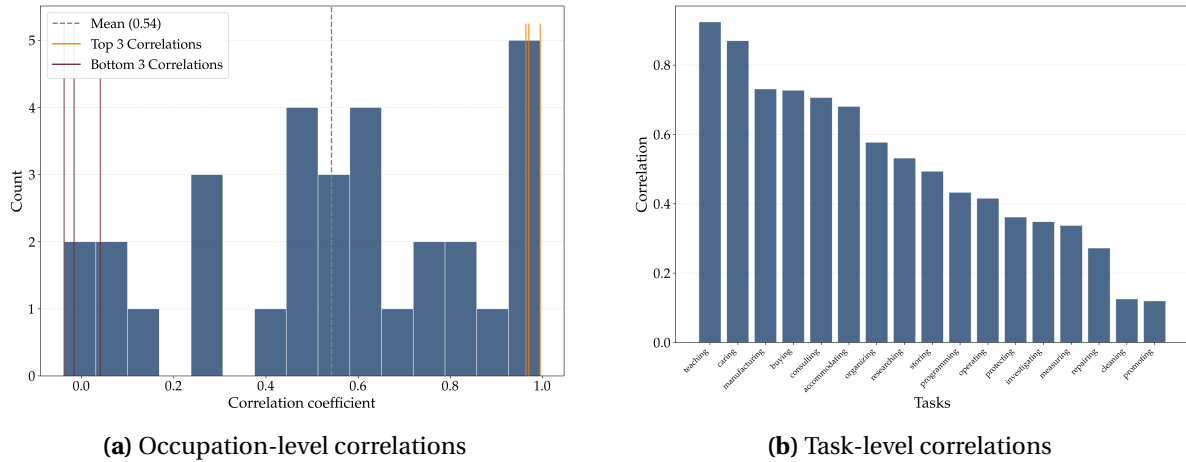 Mean (0.54)
Top 3 Correlations
Bottom 3 Correlations
5
4
3
2
1
0
Count
0.0 0.2 0.4 0.6 0.8 1.0
Correlation coefficient
(a) Occupation-level correlations
0.8
0.6
0.4
0.2
0.0
Correlation
teaching
caring
manufacturing
buying
consulting
accommodating
organizing
researching
storing
programming
operating
protecting
investigating
measuring
repairing
cleaning
promoting
Tasks
(b) Task-level correlations